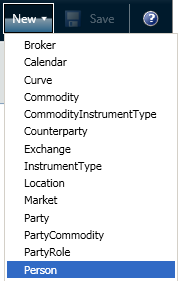 New Save ?
Broker
Calendar
Curve
Commodity
CommodityInstrumentType
Counterparty
Exchange
InstrumentType
Location
Market
Party
PartyCommodity
PartyRole
Person